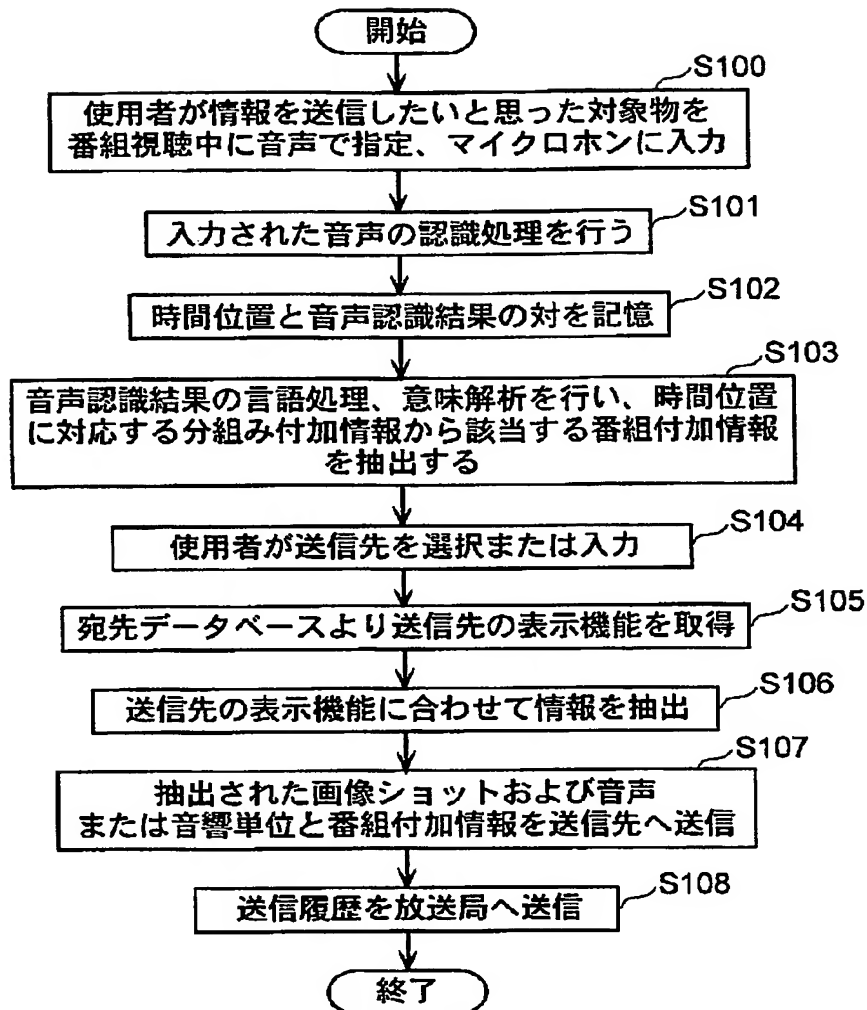 開始
S100
使用者が情報を送信したいと思った対象物を
番組視聴中に音声で指定、マイクロホンに入力
S101
入力された音声の認識処理を行う
S102
時間位置と音声認識結果の対を記憶
S103
音声認識結果の言語処理、意味解析を行い、時間位置
に対応する分組み付加情報から該当する番組付加情報
を抽出する
S104
使用者が送信先を選択または入力
S105
宛先データベースより送信先の表示機能を取得
S106
送信先の表示機能に合わせて情報を抽出
S107
抽出された画像ショットおよび音声
または音響単位と番組付加情報を送信先へ送信
S108
送信履歴を放送局へ送信
終了